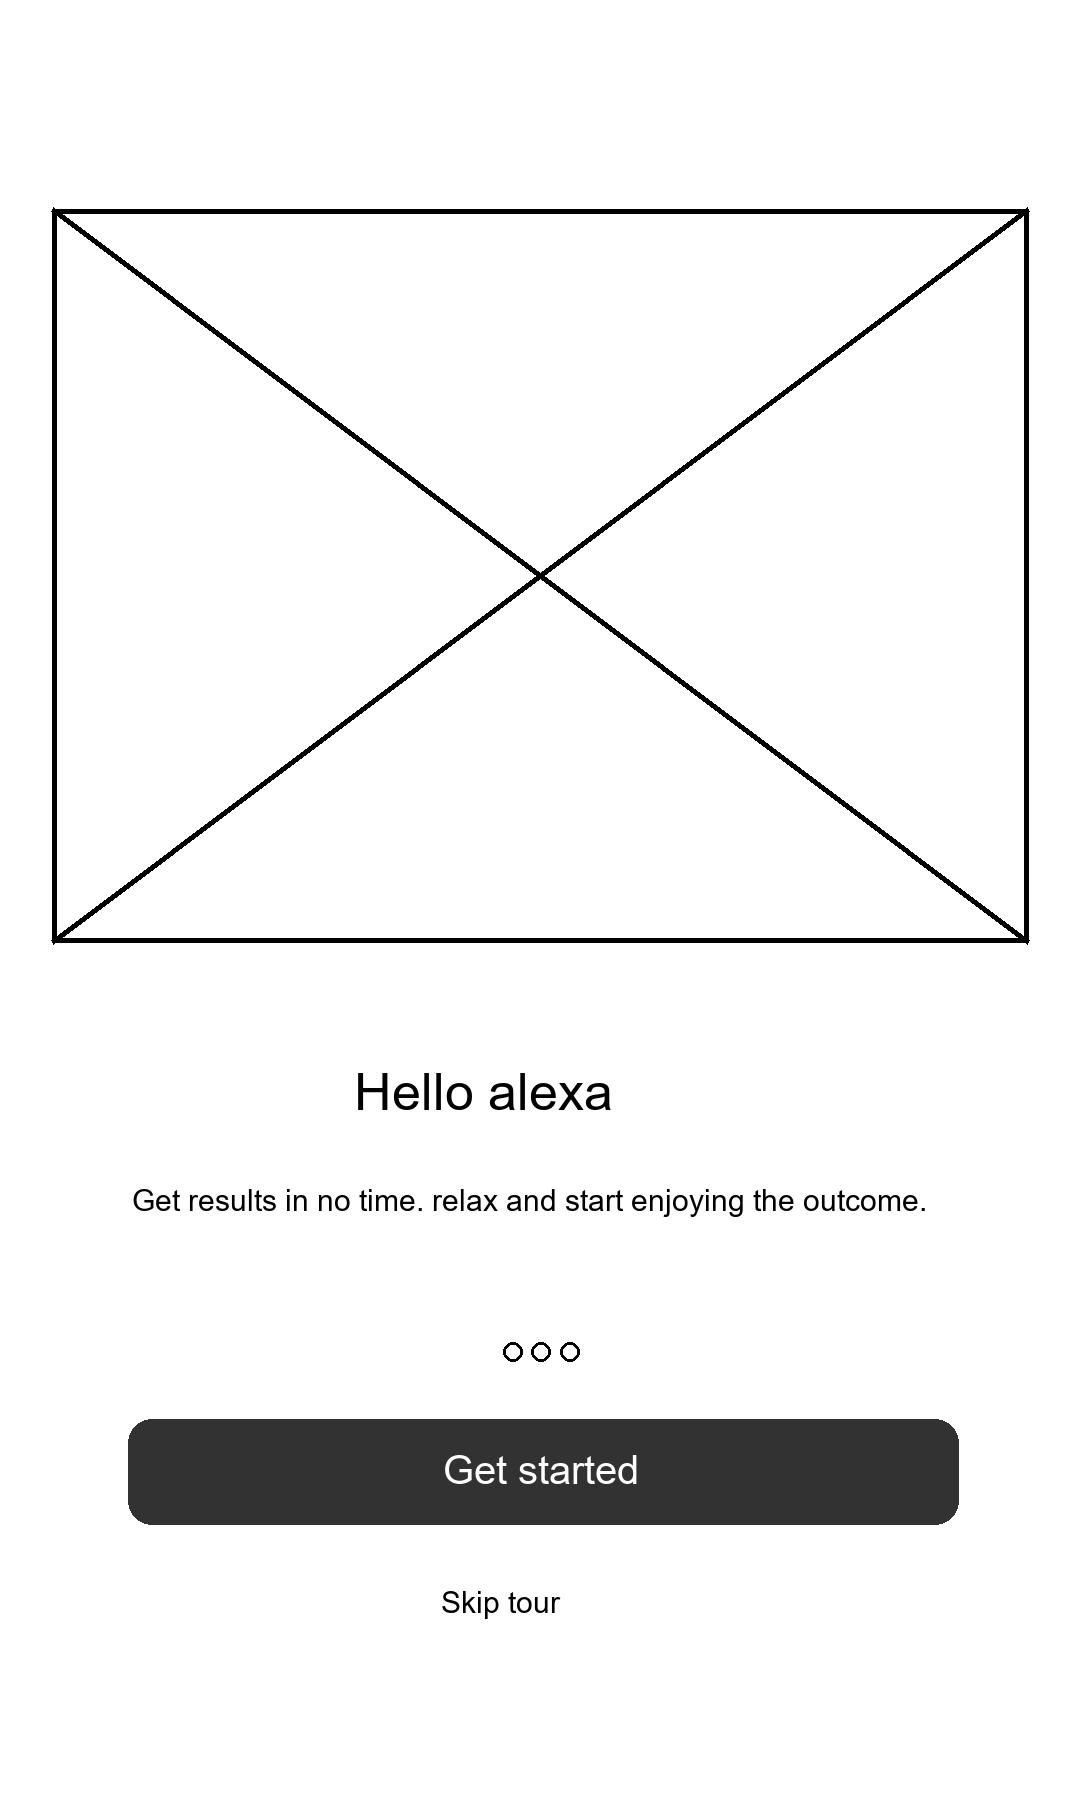 Hello alexa
Get results in no time. relax and start enjoying the outcome.
Get started
Skip tour